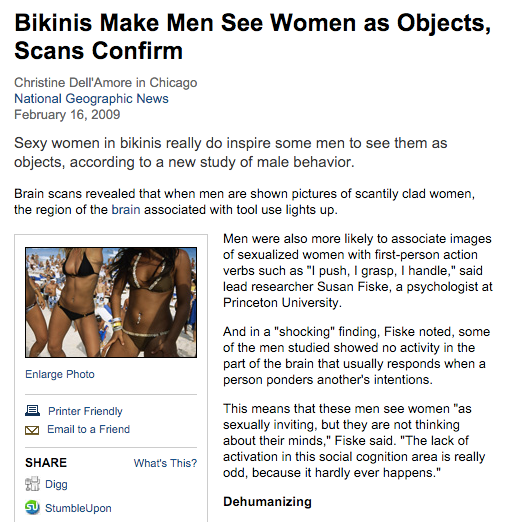 Bikinis Make Men See Women as Objects,
Scans Confirm
Christine Dell'Amore in Chicago
National Geographic News
February 16, 2009
Sexy women in bikinis really do inspire some men to see them as
objects, according to a new study of male behavior.
Brain scans revealed that when men are shown pictures of scantily clad women,
the region of the brain associated with tool use lights up.
Men were also more likely to associate images
of sexualized women with first-person action
verbs such as "I push, I grasp, I handle," said
lead researcher Susan Fiske, a psychologist at
Princeton University.
And in a "shocking" finding, Fiske noted, some
of the men studied showed no activity in the
part of the brain that usually responds when a
person ponders another's intentions.
This means that these men see women "as
sexually inviting, but they are not thinking
about their minds," Fiske said. "The lack of
activation in this social cognition area is really
odd, because it hardly ever happens."
Dehumanizing
Enlarge Photo
Printer Friendly
Email to a Friend
SHARE What's This?
Digg
StumbleUpon